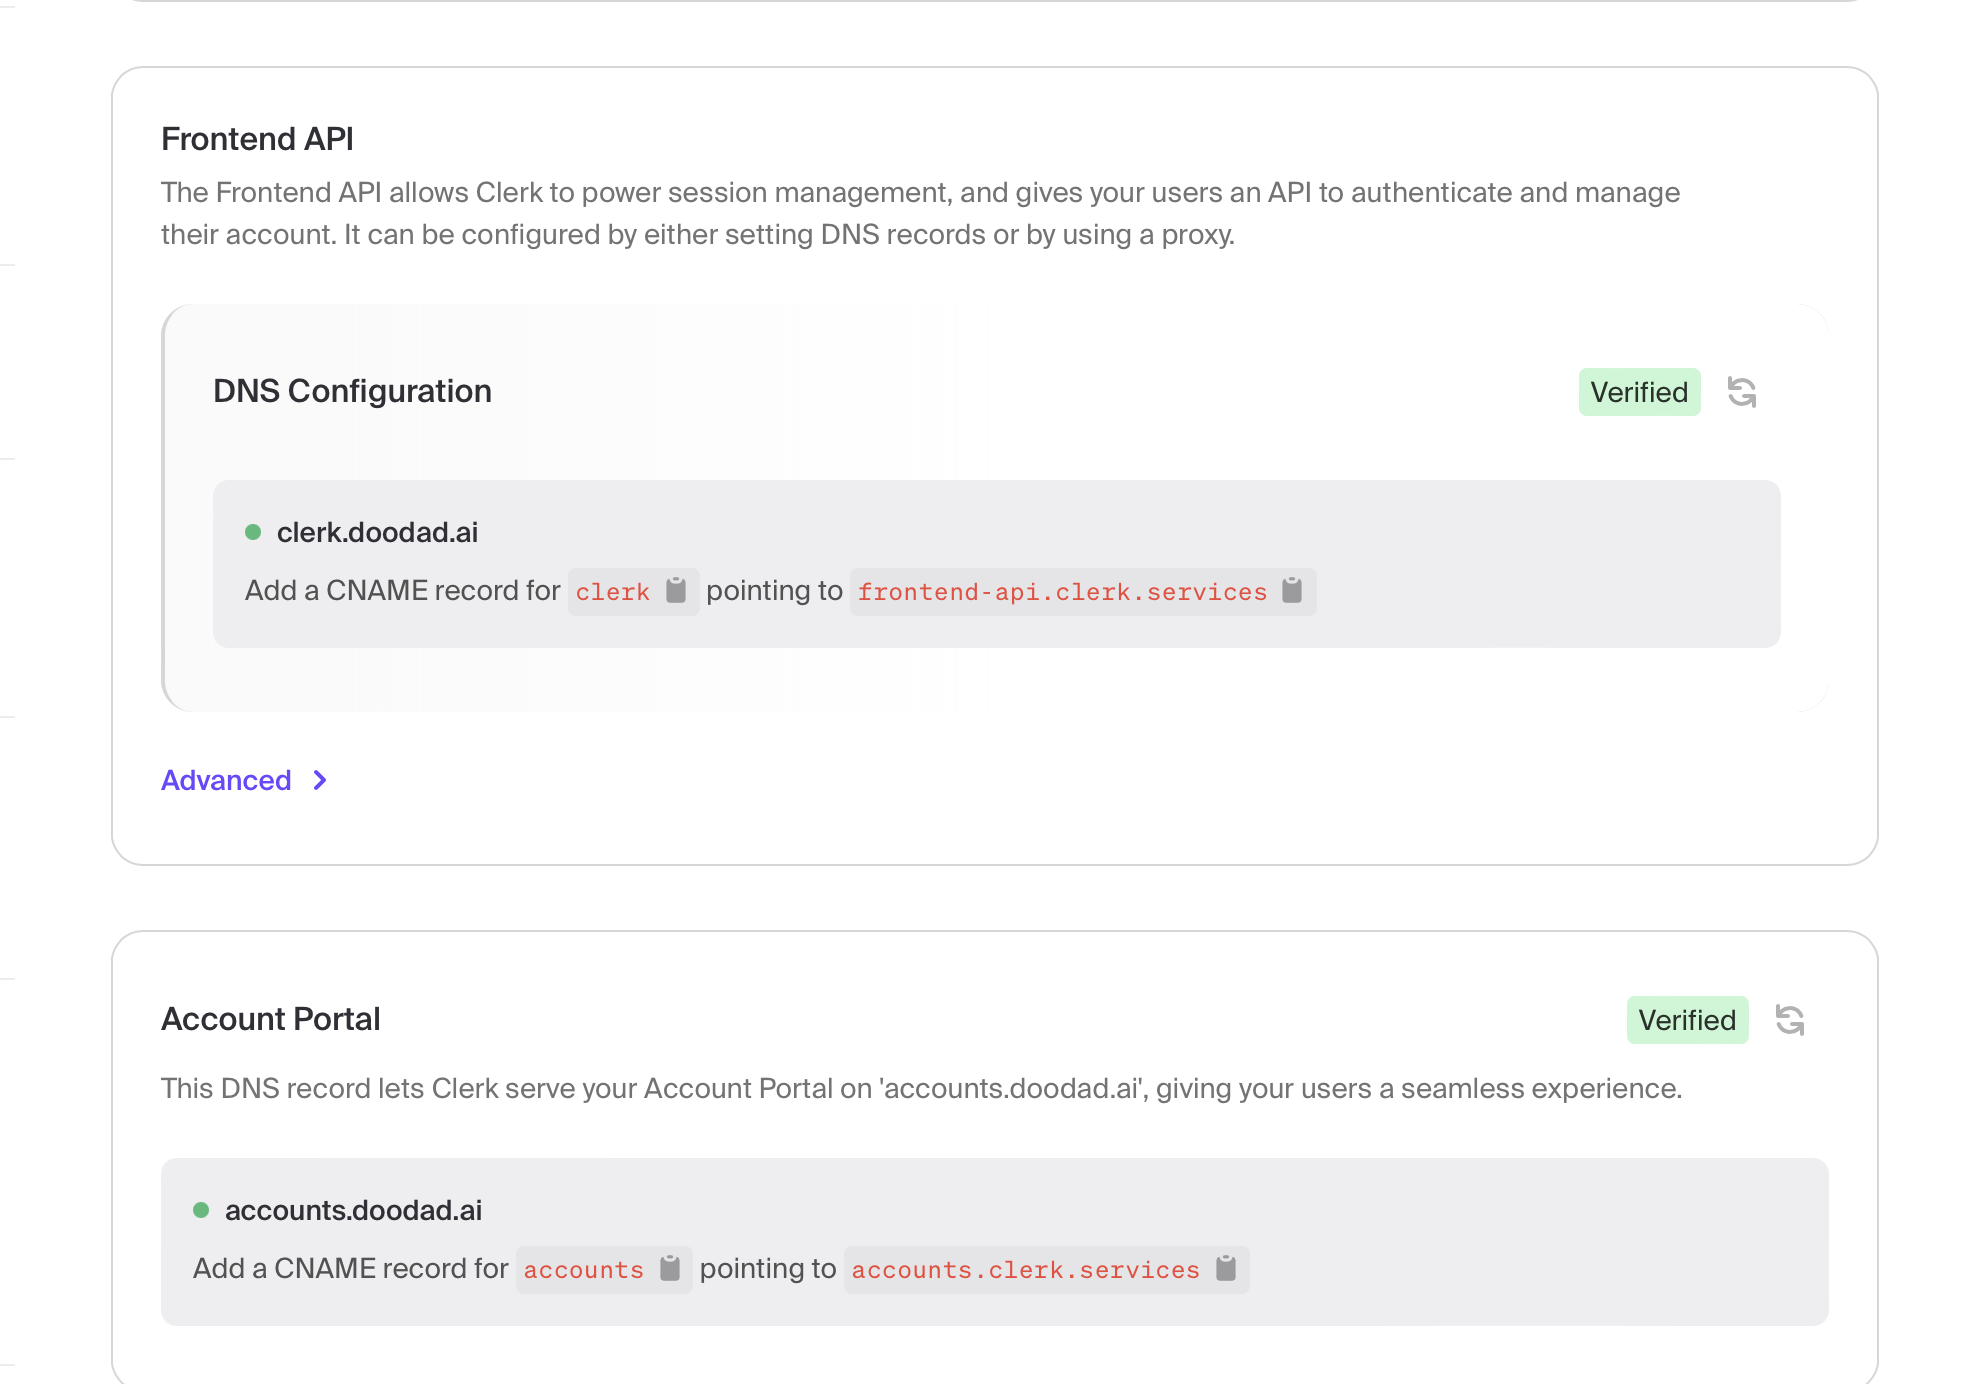 Frontend API
The Frontend API allows Clerk to power session management, and gives your users an API to authenticate and manage
their account. It can be configured by either setting DNS records or by using a proxy.
DNS Configuration
Verified
clerk.doodad.ai
Add a CNAME record for clerk pointing to frontend-api.clerk.services
Advanced
Account Portal
Verified
This DNS record lets Clerk serve your Account Portal on 'accounts.doodad.ai', giving your users a seamless experience.
accounts.doodad.ai
Add a CNAME record for accounts pointing to accounts.clerk.services